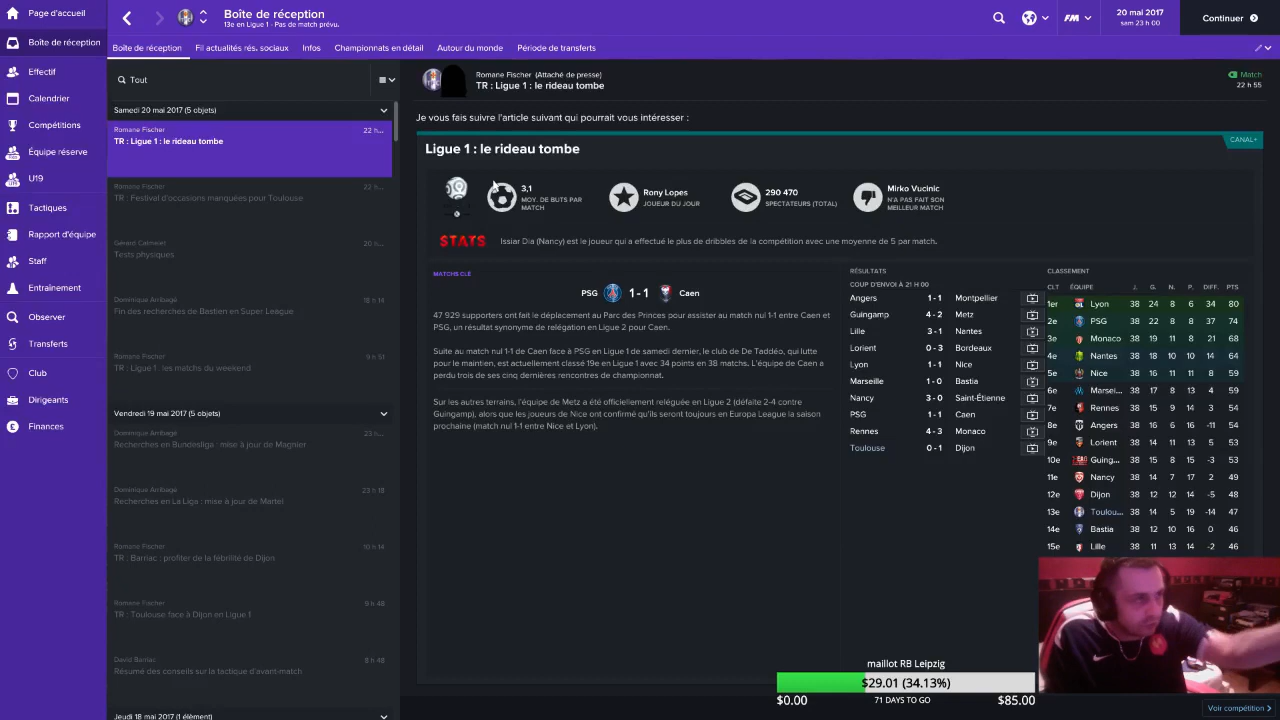 Page d'accueil
Boîte de réception
13e en Ligue 1 - Pas de match prévu.
FM
20 mai 2017
sam 23 h 00
Continuer
Boîte de réception
Boîte de réception
Fil actualités rés. sociaux
Infos
Championnats en détail
Autour du monde
Période de transferts
Effectif
Calendrier
Compétitions
Équipe réserve
U19
Tactiques
Rapport d'équipe
Staff
Entraînement
Observer
Transferts
Club
Dirigeants
Finances
Tout
Samedi 20 mai 2017 (5 objets)
Romane Fischer 22 h...
TR : Ligue 1 : le rideau tombe
Romane Fischer 22 h...
TR : Festival d'occasions manquées pour Toulouse
Gérard Calmelet 20 h...
Tests physiques
Dominique Arribagé 18 h 14
Fin des recherches de Bastien en Super League
Romane Fischer 9 h 51
TR : Ligue 1 : les matchs du weekend
Vendredi 19 mai 2017 (5 objets)
Dominique Arribagé 23 h...
Recherches en Bundesliga : mise à jour de Magnier
Dominique Arribagé 23 h 18
Recherches en La Liga : mise à jour de Martel
Romane Fischer 10 h 14
TR : Barriac : profiter de la fébrilité de Dijon
Romane Fischer 9 h 48
TR : Toulouse face à Dijon en Ligue 1
David Barriac 8 h 48
Résumé des conseils sur la tactique d'avant-match
Jeudi 18 mai 2017 (1 élément)
Romane Fischer (Attaché de presse)
TR : Ligue 1 : le rideau tombe
Match
22 h 55
Je vous fais suivre l'article suivant qui pourrait vous intéresser :
CANAL+
Ligue 1 : le rideau tombe
3,1
MOY. DE BUTS PAR
MATCH
Rony Lopes
JOUEUR DU JOUR
290 470
SPECTATEURS (TOTAL)
Mirko Vucinic
N'A PAS FAIT SON
MEILLEUR MATCH
STATS
Issiar Dia (Nancy) est le joueur qui a effectué le plus de dribbles de la compétition avec une moyenne de 5 par match.
MATCHS CLÉ
PSG 1-1 Caen
47 929 supporters ont fait le déplacement au Parc des Princes pour assister au match nul 1-1 entre Caen et
PSG, un résultat synonyme de relégation en Ligue 2 pour Caen.
Suite au match nul 1-1 de Caen face à PSG en Ligue 1 de samedi dernier, le club de De Taddéo, qui lutte
pour le maintien, est actuellement classé 19e en Ligue 1 avec 34 points en 38 matchs. L'équipe de Caen a
perdu trois de ses cinq dernières rencontres de championnat.
Sur les autres terrains, l'équipe de Metz a été officiellement reléguée en Ligue 2 (défaite 2-4 contre
Guingamp), alors que les joueurs de Nice ont confirmé qu'ils seront toujours en Europa League la saison
prochaine (match nul 1-1 entre Nice et Lyon).
RÉSULTATS
COUP D'ENVOI À 21 H 00
Angers 1-1 Montpellier
Guingamp 4-2 Metz
Lille 3-1 Nantes
Lorient 0-3 Bordeaux
Lyon 1-1 Nice
Marseille 1-0 Bastia
Nancy 3-0 Saint-Étienne
PSG 1-1 Caen
Rennes 4-3 Monaco
Toulouse 0-1 Dijon
CLASSEMENT
CLT ÉQUIPE J. G. N. P. DIFF. PTS
1er Lyon 38 24 8 6 34 80
2e PSG 38 22 8 8 37 74
3e Monaco 38 19 11 8 21 68
4e Nantes 38 18 10 10 14 64
5e Nice 38 16 11 11 8 59
6e Marsei... 38 15 9 14 3 54
7e Rennes 38 15 9 14 3 54
8e Angers 38 16 6 16 -11 54
9e Lorient 38 14 11 13 5 53
10e Guing... 38 15 8 15 -3 53
11e Nancy 38 14 7 17 2 49
12e Dijon 38 12 12 14 -5 48
13e Toulou... 38 14 5 19 -14 47
14e Bastia 38 12 10 16 0 46
15e Lille 38 11 13 14 -2 46
maillot RB Leipzig
$29.01 (34.13%)
$0.00 71 DAYS TO GO $85.00
Voir compétition